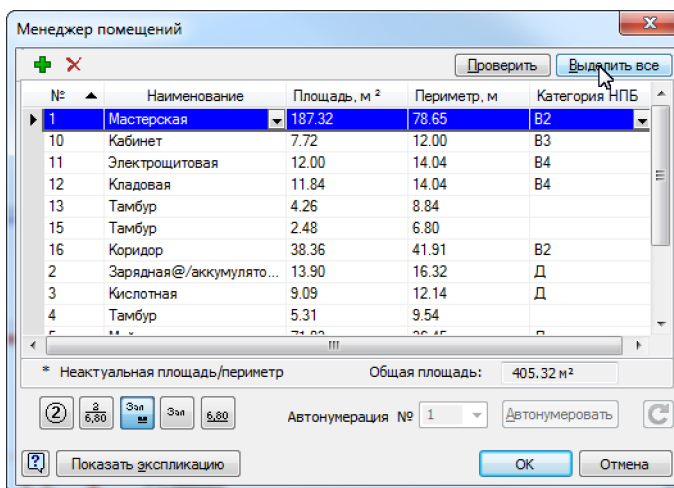 Менеджер помещений
Проверить Выделить все
№ Наименование Площадь, м ² Периметр, м Категория НПБ
1 Мастерская 187.32 78.65 В2
10 Кабинет 7.72 12.00 В3
11 Электрощитовая 12.00 14.04 В4
12 Кладовая 11.84 14.04 В4
13 Тамбур 4.26 8.84
15 Тамбур 2.48 6.80
16 Коридор 38.36 41.91 В2
2 Зарядная@/аккумулято... 13.90 16.32 Д
3 Кислотная 9.09 12.14 Д
4 Тамбур 5.31 9.54
* Неактуальная площадь/периметр Общая площадь: 405.32 м²
2 2/6,80 Зал Зал 6,80 Автонумерация № 1 Автонумеровать
Показать экспликацию ОК Отмена